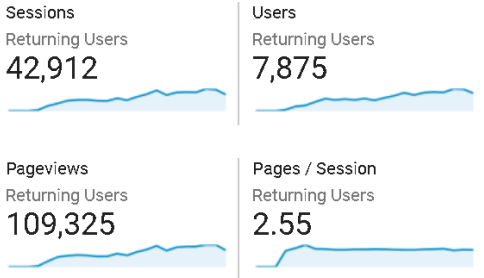 Sessions
Returning Users
42,912
Users
Returning Users
7,875
Pageviews
Returning Users
109,325
Pages / Session
Returning Users
2.55